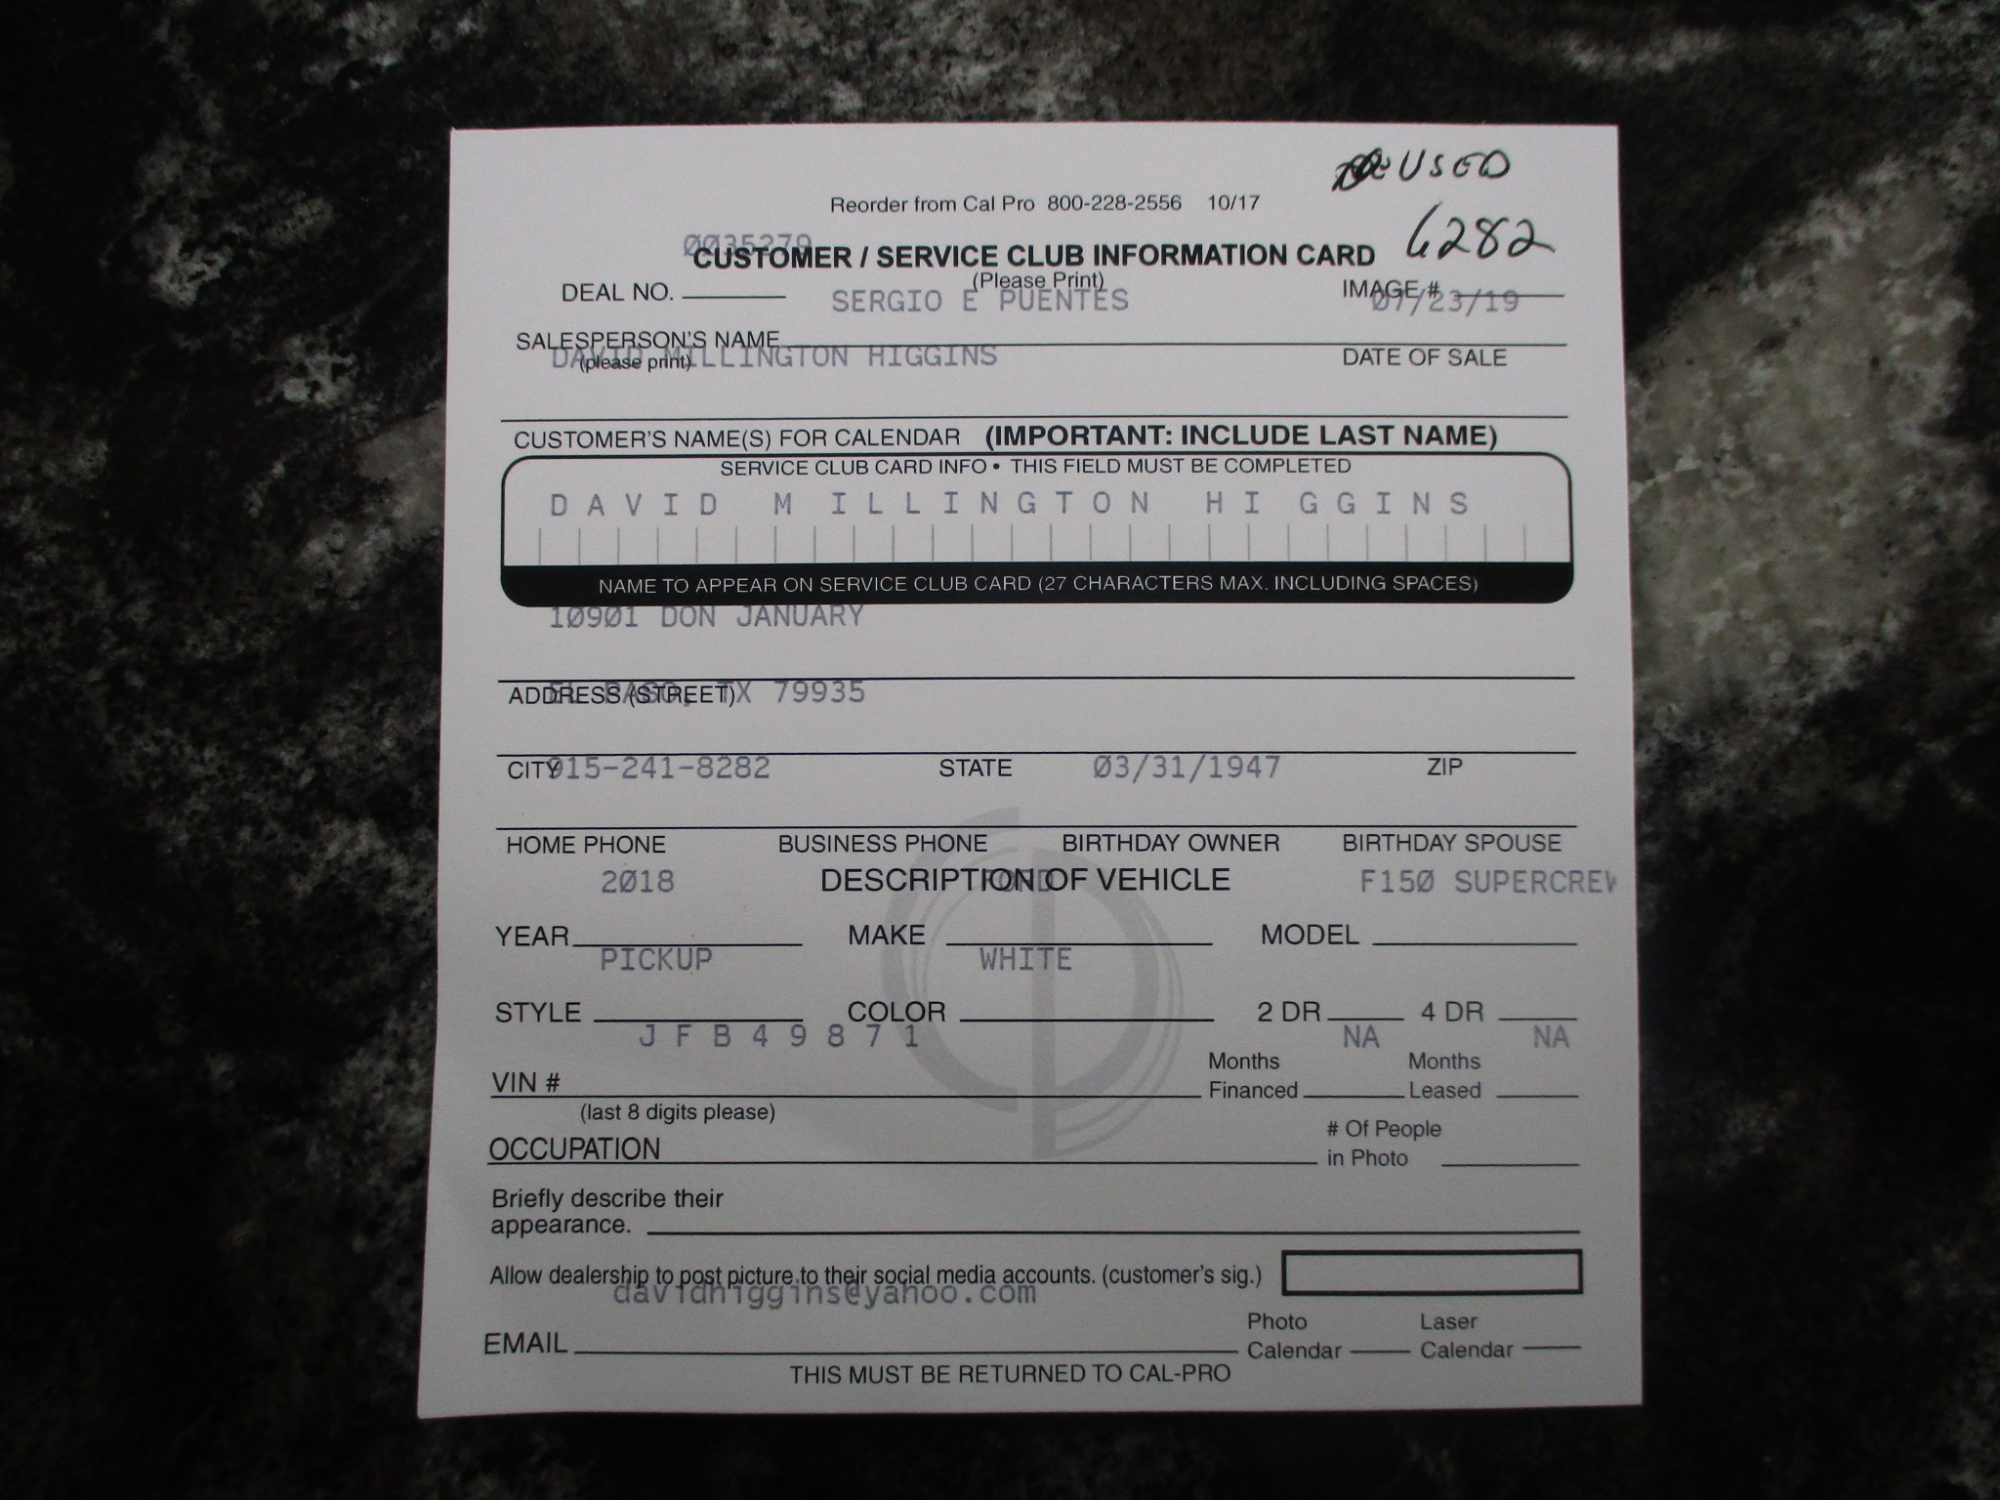 USED
Reorder from Cal Pro 800-228-2556 10/17
6282
0035279
CUSTOMER / SERVICE CLUB INFORMATION CARD
(Please Print)
DEAL NO. SERGIO E PUENTES IMAGE # 07/23/19
SALESPERSON'S NAME
(please print) DAVID MILLINGTON HIGGINS DATE OF SALE
CUSTOMER'S NAME(S) FOR CALENDAR (IMPORTANT: INCLUDE LAST NAME)
SERVICE CLUB CARD INFO • THIS FIELD MUST BE COMPLETED
DAVID MILLINGTON HIGGINS
NAME TO APPEAR ON SERVICE CLUB CARD (27 CHARACTERS MAX. INCLUDING SPACES)
10901 DON JANUARY
ADDRESS (STREET) EL PASO, TX 79935
CITY 915-241-8282 STATE 03/31/1947 ZIP
HOME PHONE BUSINESS PHONE BIRTHDAY OWNER BIRTHDAY SPOUSE
2018 DESCRIPTION OF VEHICLE FORD F150 SUPERCREW
YEAR MAKE MODEL
PICKUP WHITE
STYLE COLOR 2 DR 4 DR
JFB49871 NA NA
VIN # Months Financed Months Leased
(last 8 digits please)
OCCUPATION # Of People in Photo
Briefly describe their
appearance.
Allow dealership to post picture to their social media accounts. (customer's sig.)
davidhiggins@yahoo.com
EMAIL Photo Calendar Laser Calendar
THIS MUST BE RETURNED TO CAL-PRO